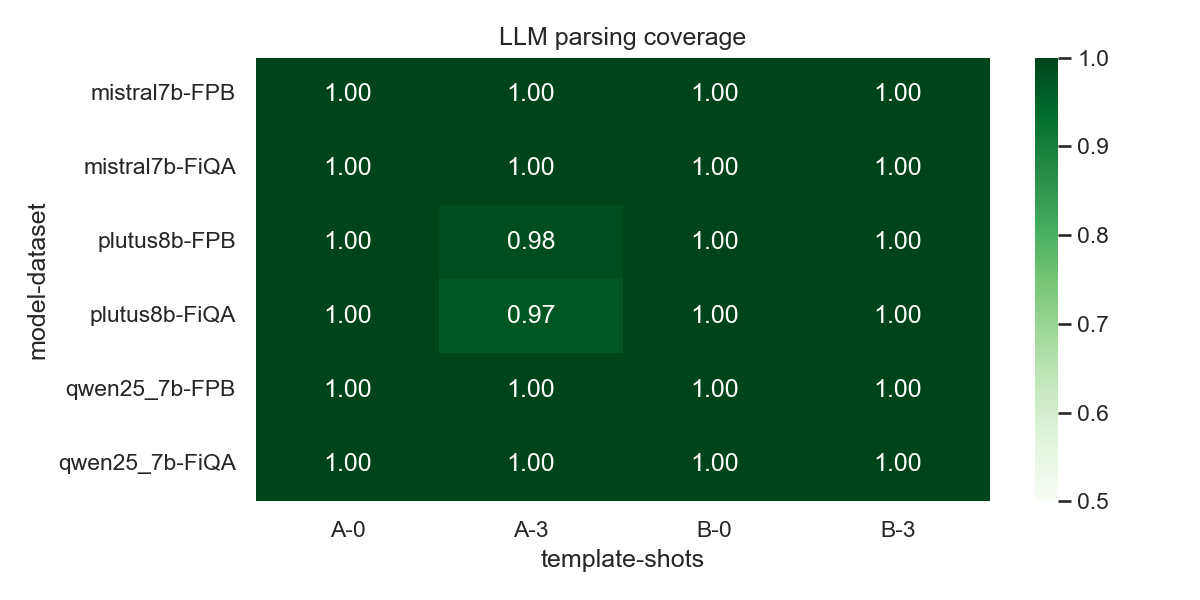 LLM parsing coverage
model-dataset
mistral7b-FPB 1.00 1.00 1.00 1.00
mistral7b-FiQA 1.00 1.00 1.00 1.00
plutus8b-FPB 1.00 0.98 1.00 1.00
plutus8b-FiQA 1.00 0.97 1.00 1.00
qwen25_7b-FPB 1.00 1.00 1.00 1.00
qwen25_7b-FiQA 1.00 1.00 1.00 1.00
A-0 A-3 B-0 B-3
template-shots
1.0
0.9
0.8
0.7
0.6
0.5